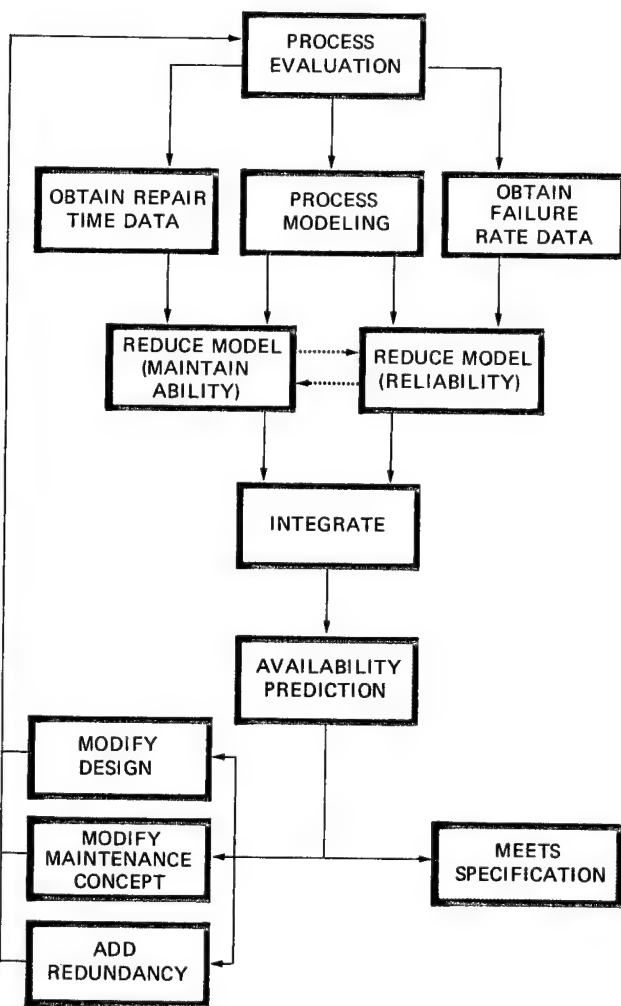 PROCESS
EVALUATION
OBTAIN REPAIR
TIME DATA
PROCESS
MODELING
OBTAIN
FAILURE
RATE DATA
REDUCE MODEL
(MAINTAIN
ABILITY)
REDUCE MODEL
(RELIABILITY)
INTEGRATE
AVAILABILITY
PREDICTION
MODIFY
DESIGN
MODIFY
MAINTENANCE
CONCEPT
MEETS
SPECIFICATION
ADD
REDUNDANCY